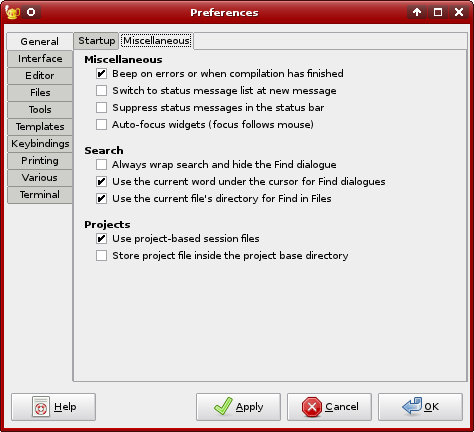 Preferences
General
Interface
Editor
Files
Tools
Templates
Keybindings
Printing
Various
Terminal
Startup Miscellaneous
Miscellaneous
Beep on errors or when compilation has finished
Switch to status message list at new message
Suppress status messages in the status bar
Auto-focus widgets (focus follows mouse)
Search
Always wrap search and hide the Find dialogue
Use the current word under the cursor for Find dialogues
Use the current file's directory for Find in Files
Projects
Use project-based session files
Store project file inside the project base directory
Help Apply Cancel OK